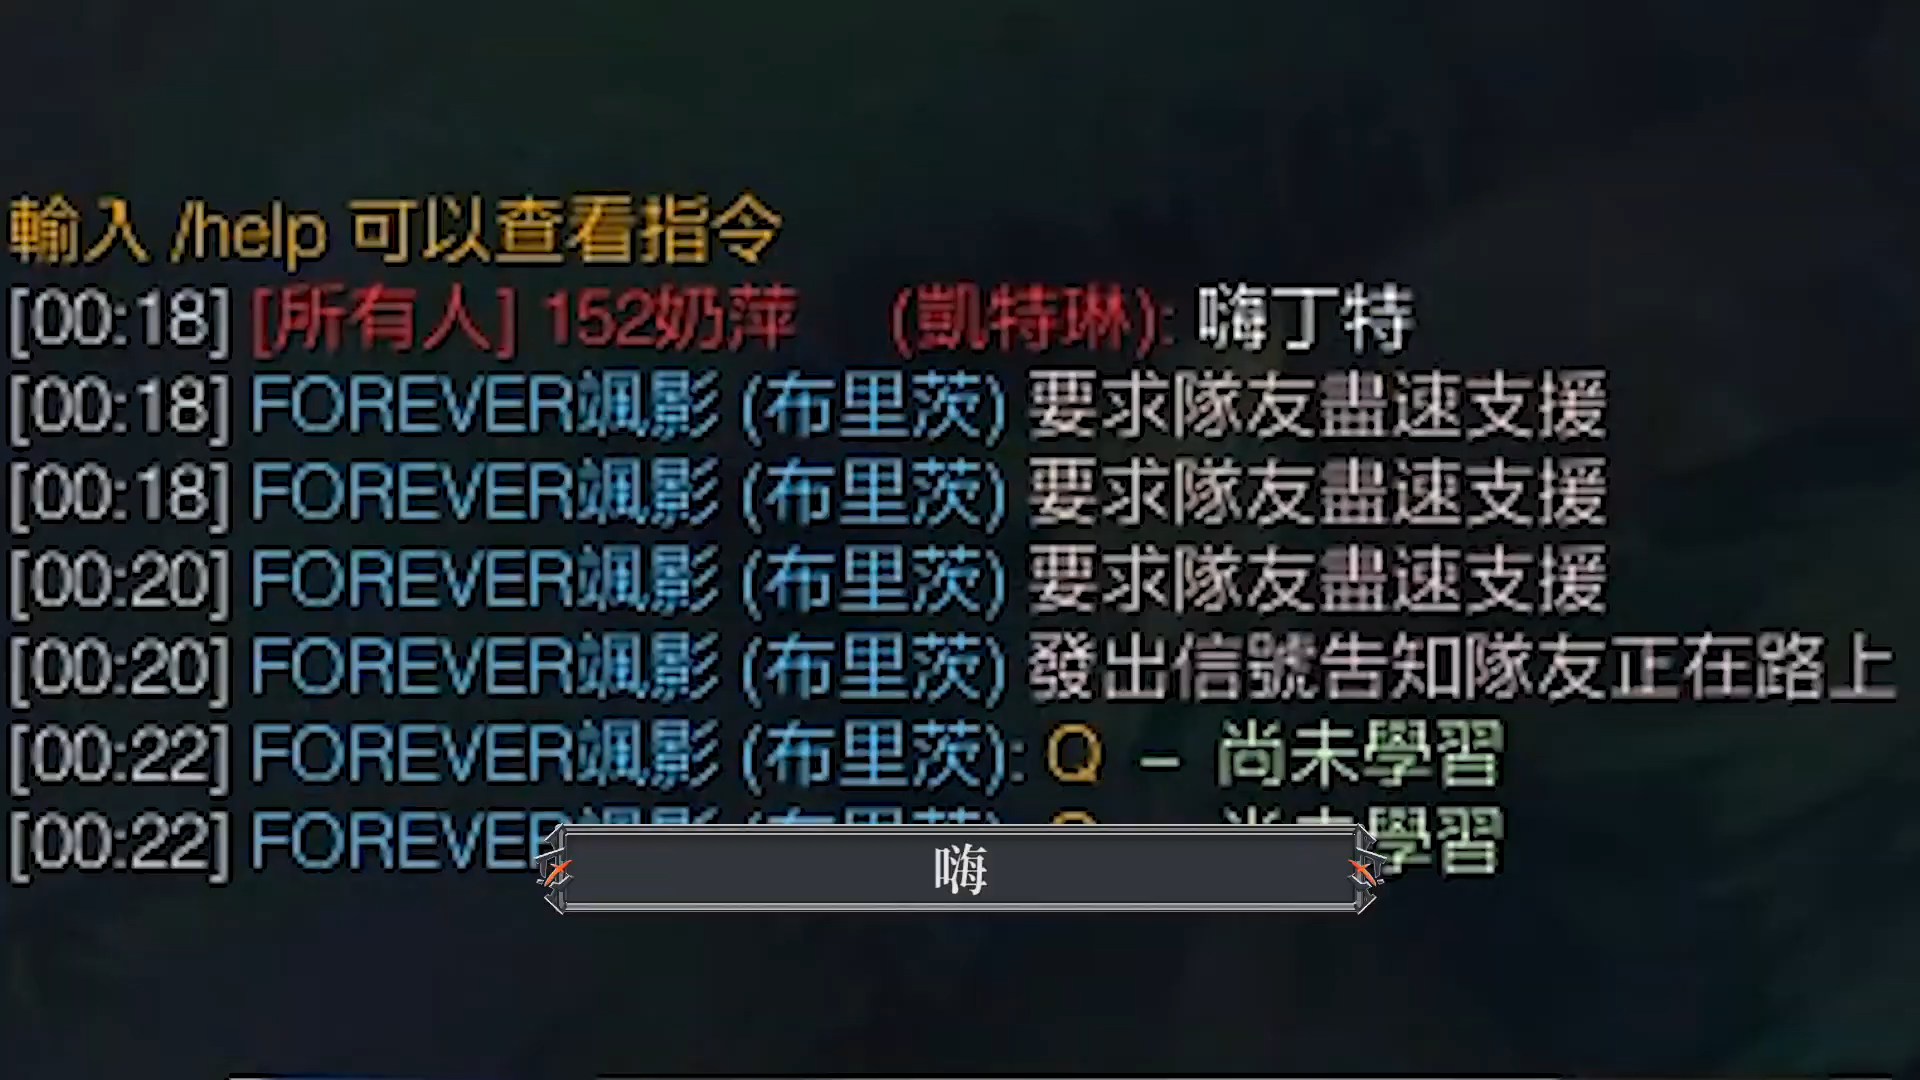 輸入 /help 可以查看指令
[00:18] [所有人] 152奶萍 (凱特琳): 嗨丁特
[00:18] FOREVER颯影 (布里茨) 要求隊友盡速支援
[00:18] FOREVER颯影 (布里茨) 要求隊友盡速支援
[00:20] FOREVER颯影 (布里茨) 要求隊友盡速支援
[00:20] FOREVER颯影 (布里茨) 發出信號告知隊友正在路上
[00:22] FOREVER颯影 (布里茨): Q - 尚未學習
[00:22] FOREVER學習
嗨